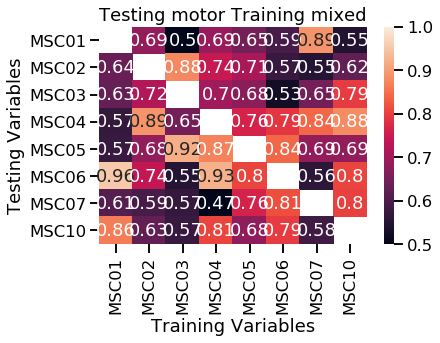 Testing motor Training mixed
MSC01 0.69 0.5 0.69 0.65 0.59 0.89 0.55
MSC02 0.64 0.88 0.74 0.71 0.57 0.55 0.62
MSC03 0.63 0.72 0.7 0.68 0.53 0.65 0.79
MSC04 0.57 0.89 0.65 0.76 0.79 0.84 0.88
MSC05 0.57 0.68 0.92 0.87 0.84 0.69 0.69
MSC06 0.96 0.74 0.55 0.93 0.8 0.56 0.8
MSC07 0.61 0.59 0.57 0.47 0.76 0.81 0.8
MSC10 0.86 0.63 0.57 0.81 0.68 0.79 0.58
Testing Variables
MSC01 MSC02 MSC03 MSC04 MSC05 MSC06 MSC07 MSC10
Training Variables
1.0
0.9
0.8
0.7
0.6
0.5